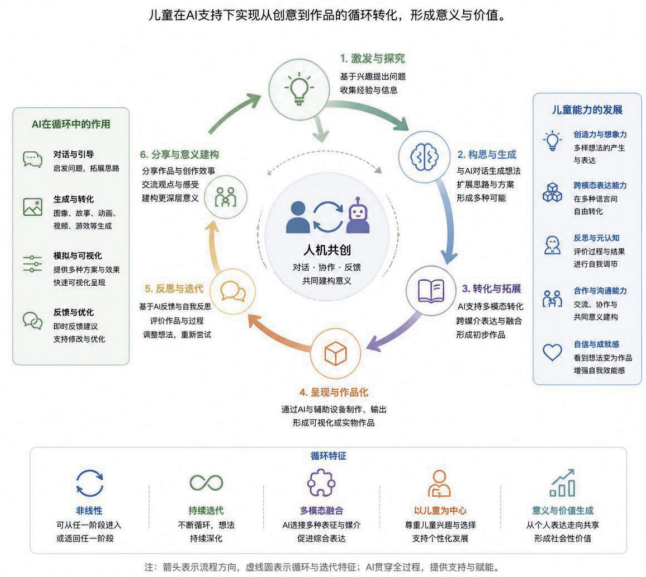 儿童在AI支持下实现从创意到作品的循环转化，形成意义与价值。
1. 激发与探究
基于兴趣提出问题
收集经验与信息
AI在循环中的作用
对话与引导
启发问题，拓展思路
生成与转化
图像、故事、动画、
视频、游效等生成
模拟与可视化
提供多种方案与效果
快速可视化呈现
反馈与优化
即时反馈建议
支持修改与优化
6. 分享与意义建构
分享作品与创作效事
交流观点与感受
建构更深层意义
2. 构思与生成
与AI对话生成想法
扩展思路与方案
形成多种可能
人机共创
对话 · 协作 · 反馈
共同建构意义
5. 反思与迭代
基于AI反馈与自我反思
评价作品与过程
调整想法，重新尝试
3. 转化与拓展
AI支持多模态转化
跨媒介表达与融合
形成初步作品
4. 呈现与作品化
通过AI与辅助设备制作、输出
形成可视化或实物作品
儿童能力的发展
创造力与想象力
多样想法的产生
与表达
跨模态表达能力
在多种语言间
自由转化
反思与元认知
评价过程与结果
进行自我调节
合作与沟通能力
交流、协作与
共同意义建构
自信与成就感
看到想法变为作品
增强自我效能感
循环特征
非线性
可从任一阶段进入
或返回任一阶段
持续迭代
不断循环，想法
持续深化
多模态融合
AI连接多种表征与媒介
促进综合表达
以儿童为中心
尊重儿童兴趣与选择
支持个性化发展
意义与价值生成
从个人表达走向共享
形成社会性价值
注：箭头表示流程方向，虚线圆表示循环与迭代特征；AI贯穿全过程，提供支持与赋能。